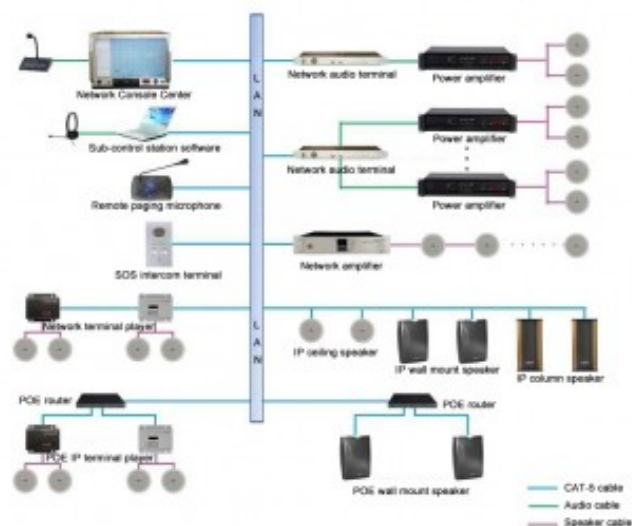 Network Console Center
Sub-control station software
Remote paging microphone
SOS intercom terminal
Network terminal player
POE router
POE IP terminal player
LAN
LAN
Network audio terminal
Power amplifier
Network audio terminal
Power amplifier
Power amplifier
Network amplifier
IP ceiling speaker
IP wall mount speaker
IP column speaker
POE router
POE wall mount speaker
CAT-5 cable
Audio cable
Speaker cable